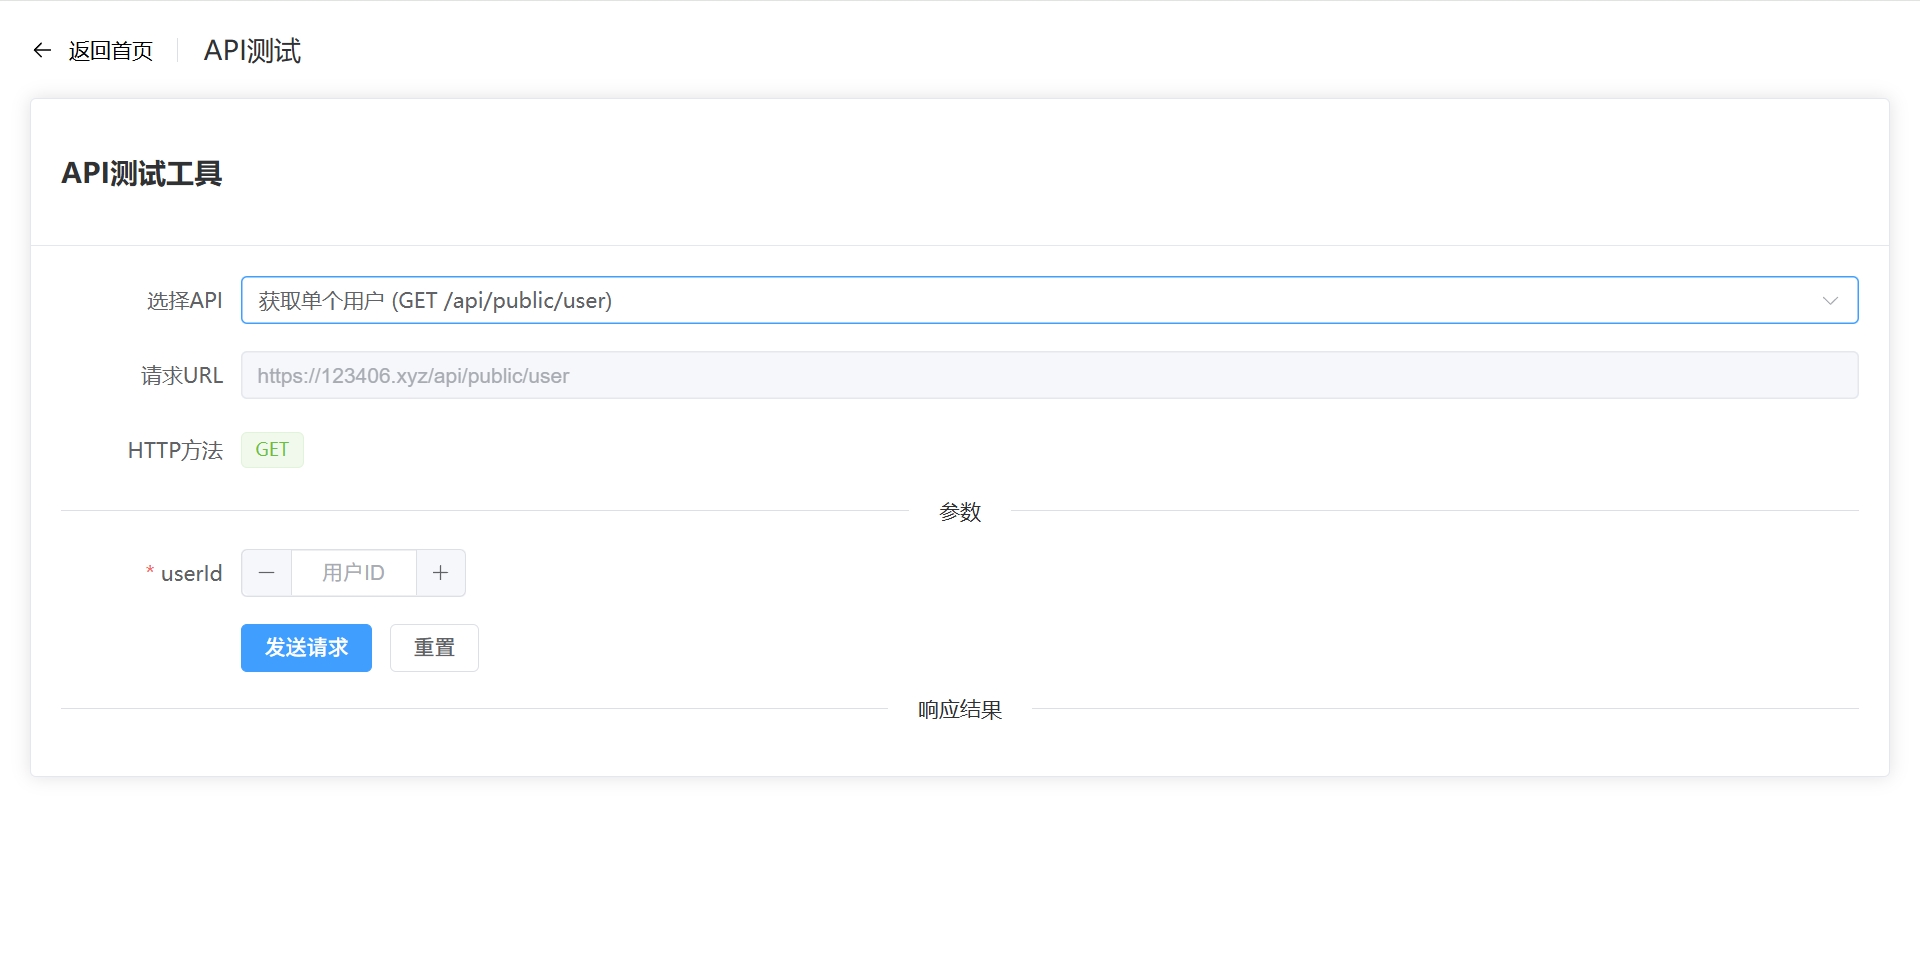 返回首页 API测试
API测试工具
选择API 获取单个用户 (GET /api/public/user)
请求URL https://123406.xyz/api/public/user
HTTP方法 GET
参数
* userId 用户ID
发送请求 重置
响应结果